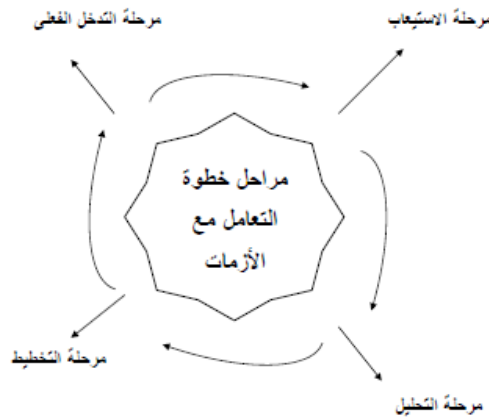 مرحلة الاستيعاب
مرحلة التدخل الفعلى
مراحل خطوة
التعامل مع
الأزمات
مرحلة التخطيط
مرحلة التحليل